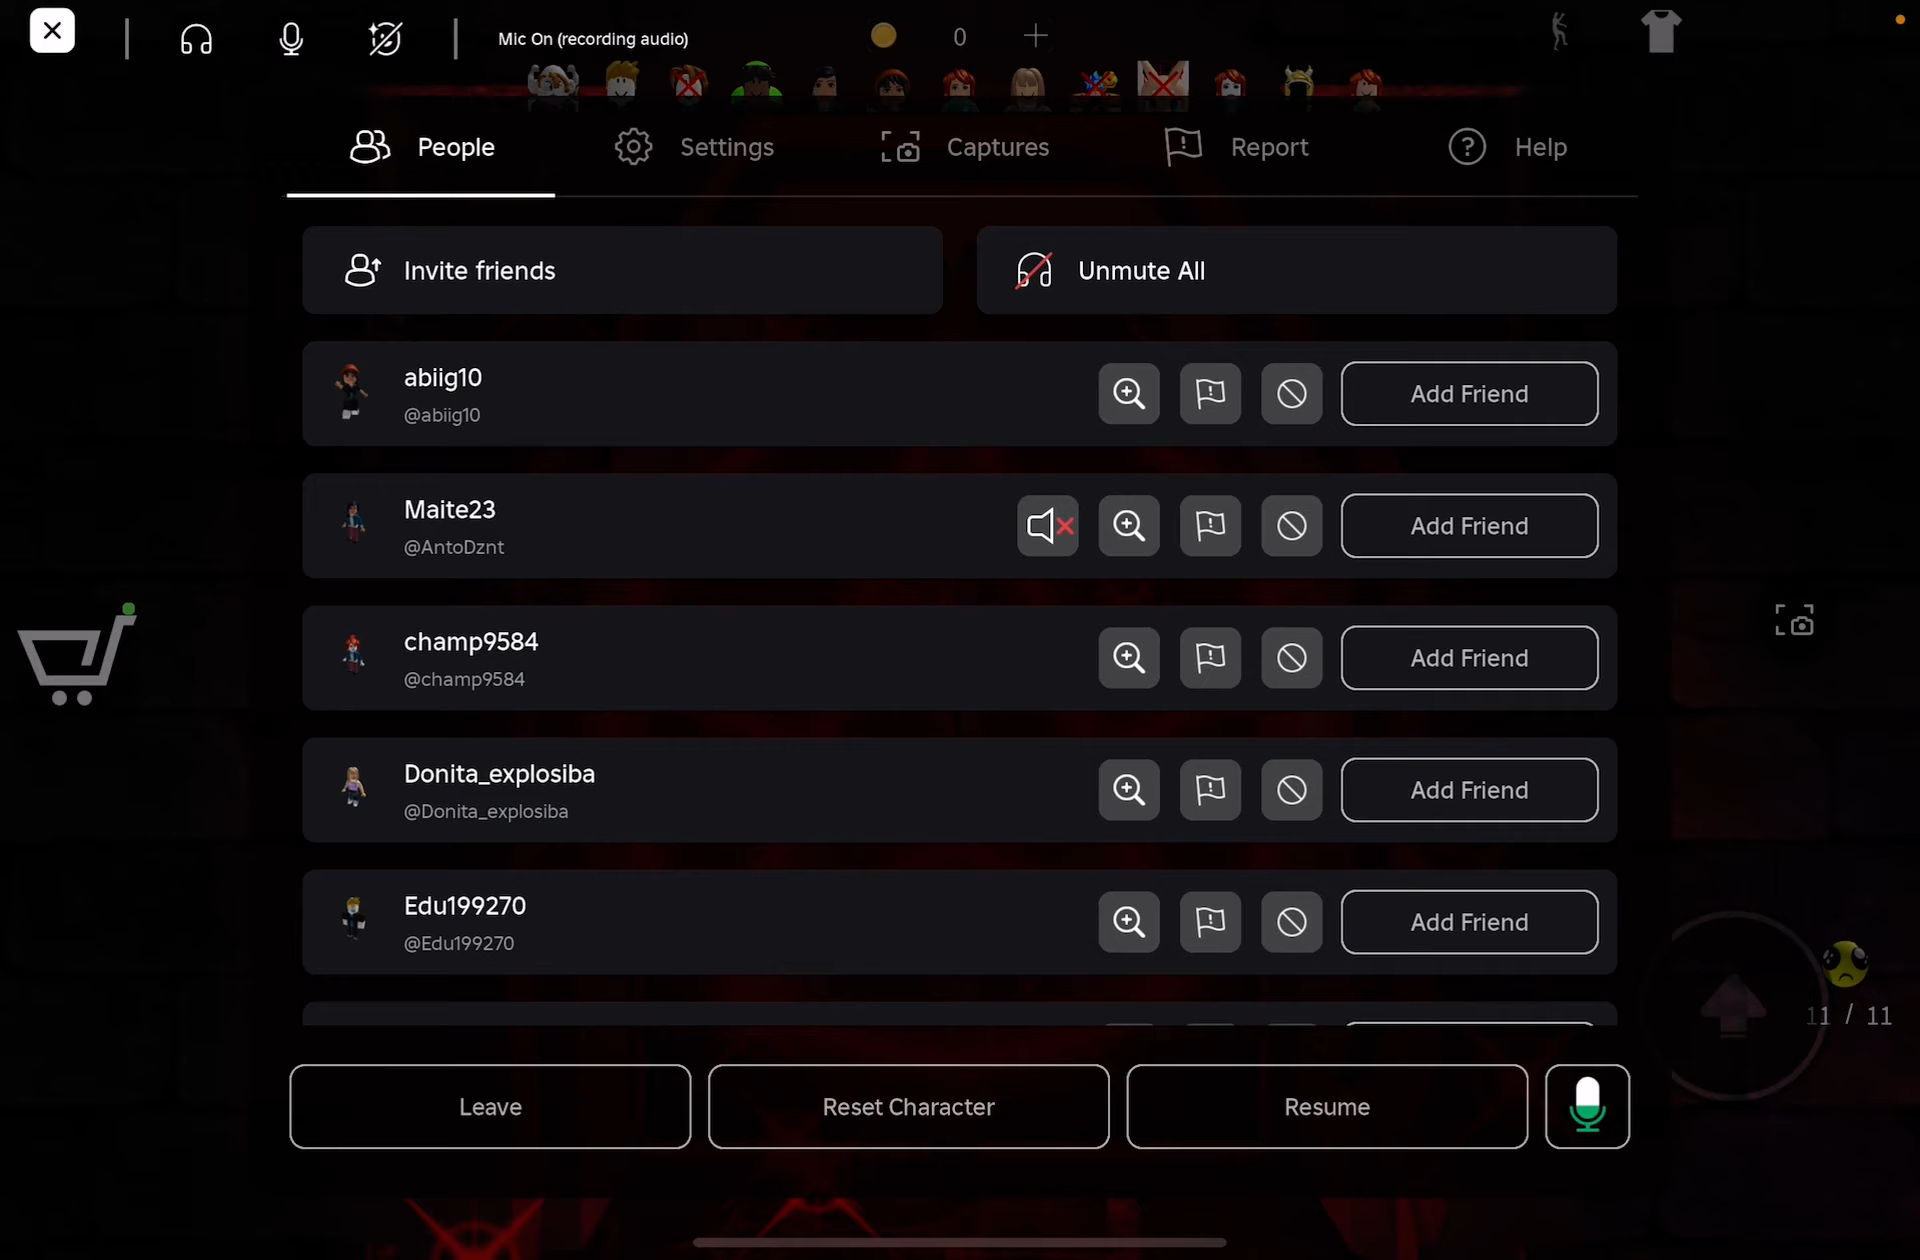 Mic On (recording audio)
0
People
Settings
Captures
Report
Help
Invite friends
Unmute All
abiig10
@abiig10
Add Friend
Maite23
@AntoDznt
Add Friend
champ9584
@champ9584
Add Friend
Donita_explosiba
@Donita_explosiba
Add Friend
Edu199270
@Edu199270
Add Friend
11 / 11
Leave
Reset Character
Resume